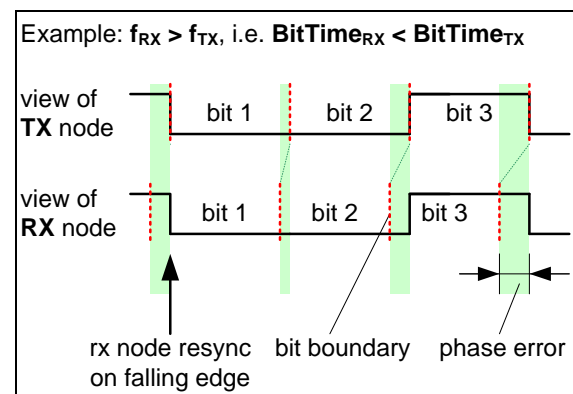 Example: fRX > fTX, i.e. BitTimeRX < BitTimeTX
view of
TX node
bit 1
bit 2
bit 3
view of
RX node
bit 1
bit 2
bit 3
rx node resync
on falling edge
bit boundary
phase error